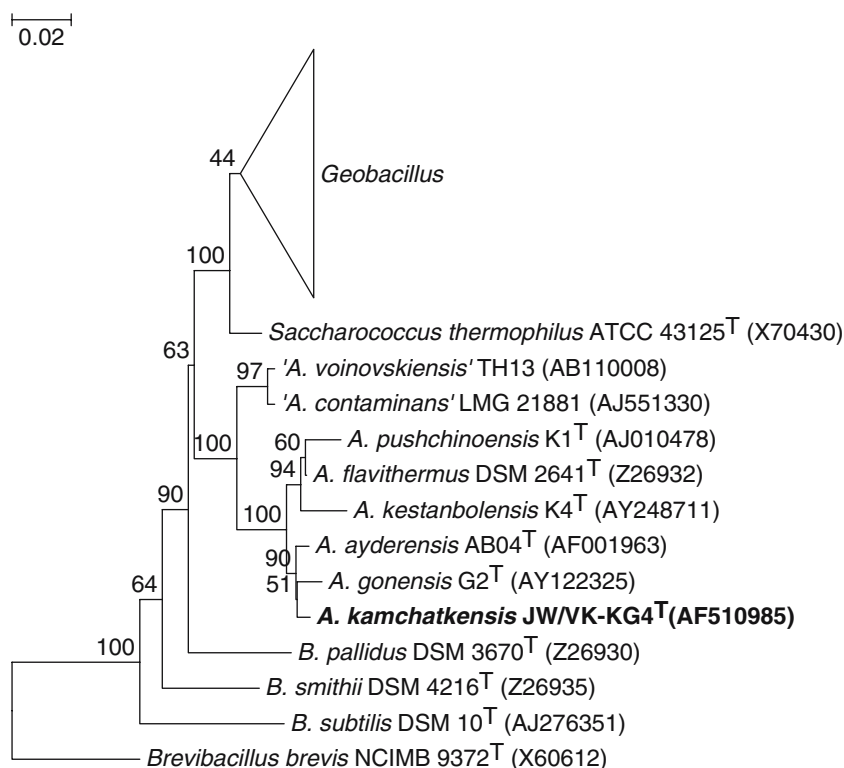 0.02
44
Geobacillus
100
Saccharococcus thermophilus ATCC 43125T (X70430)
63
97
'A. voinovskiensis' TH13 (AB110008)
'A. contaminans' LMG 21881 (AJ551330)
100
60
A. pushchinoensis K1T (AJ010478)
94
A. flavithermus DSM 2641T (Z26932)
90
A. kestanbolensis K4T (AY248711)
100
A. ayderensis AB04T (AF001963)
90
51
A. gonensis G2T (AY122325)
64
A. kamchatkensis JW/VK-KG4T(AF510985)
100
B. pallidus DSM 3670T (Z26930)
B. smithii DSM 4216T (Z26935)
B. subtilis DSM 10T (AJ276351)
Brevibacillus brevis NCIMB 9372T (X60612)